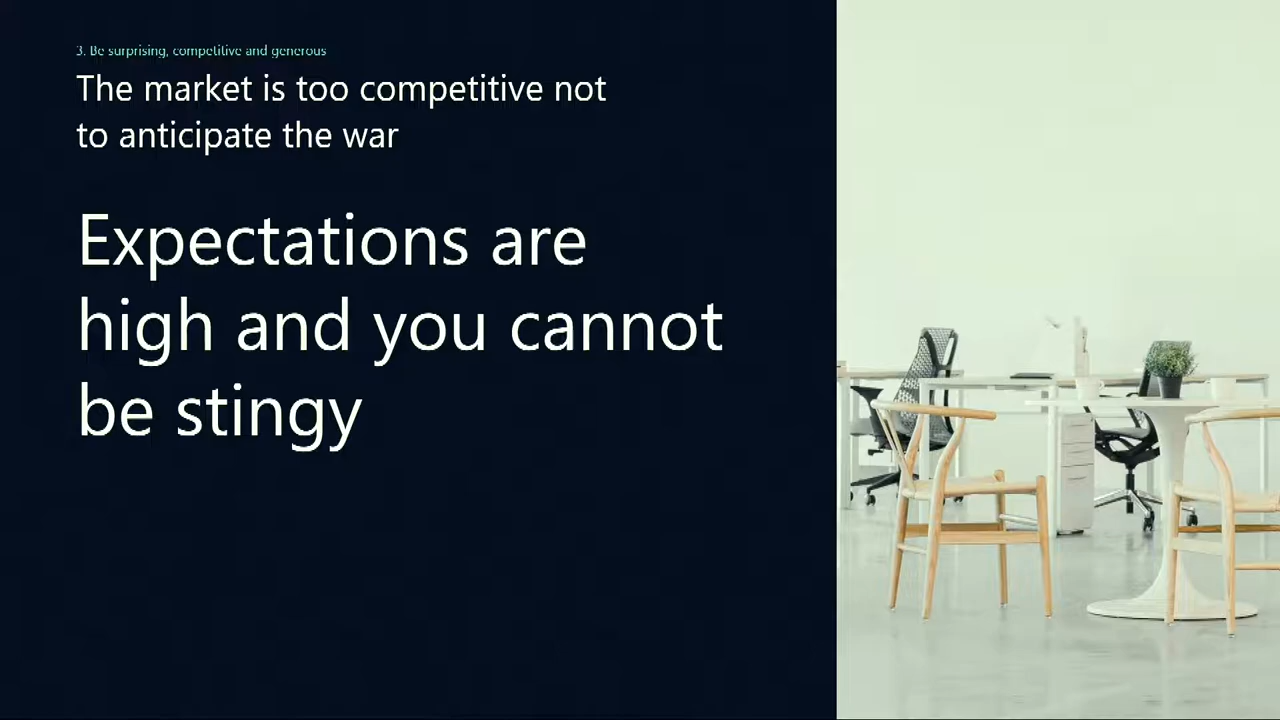 3. Be surprising, competitive and generous
The market is too competitive not
to anticipate the war
Expectations are
high and you cannot
be stingy